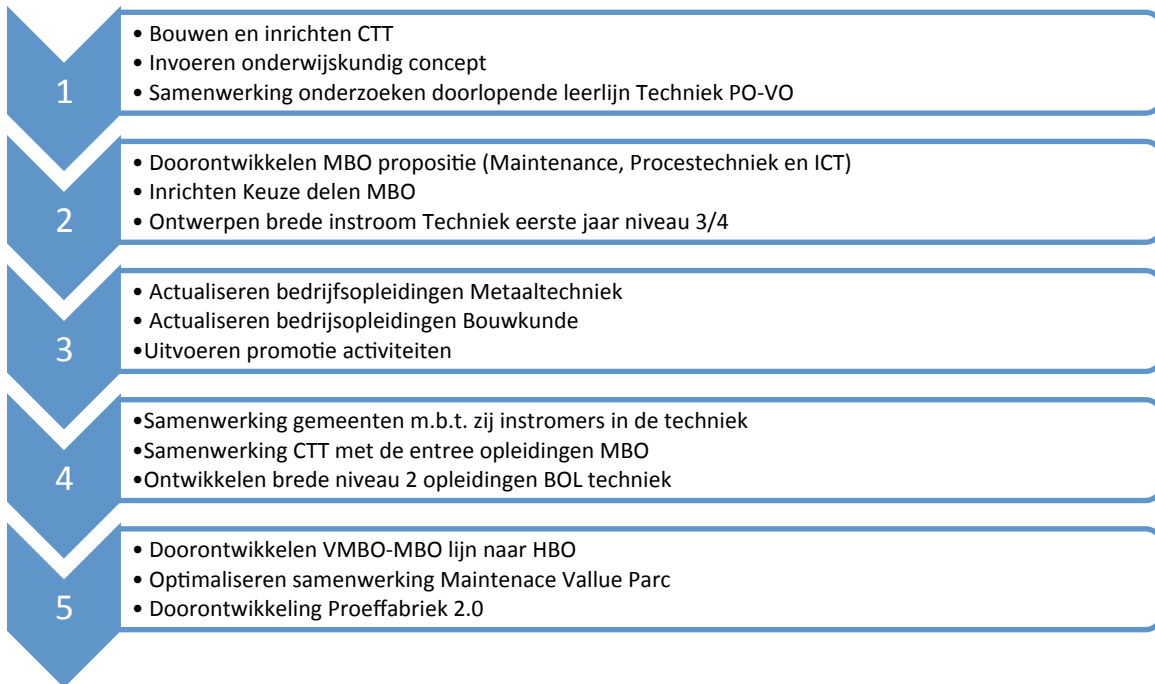 1
• Bouwen en inrichten CTT
• Invoeren onderwijskundig concept
• Samenwerking onderzoeken doorlopende leerlijn Techniek PO-VO
2
• Doorontwikkelen MBO propositie (Maintenance, Procestechniek en ICT)
• Inrichten Keuze delen MBO
• Ontwerpen brede instroom Techniek eerste jaar niveau 3/4
3
• Actualiseren bedrijfsopleidingen Metaaltechniek
• Actualiseren bedrijsopleidingen Bouwkunde
•Uitvoeren promotie activiteiten
4
•Samenwerking gemeenten m.b.t. zij instromers in de techniek
•Samenwerking CTT met de entree opleidingen MBO
•Ontwikkelen brede niveau 2 opleidingen BOL techniek
5
• Doorontwikkelen VMBO-MBO lijn naar HBO
• Optimaliseren samenwerking Maintenace Vallue Parc
• Doorontwikkeling Proeffabriek 2.0